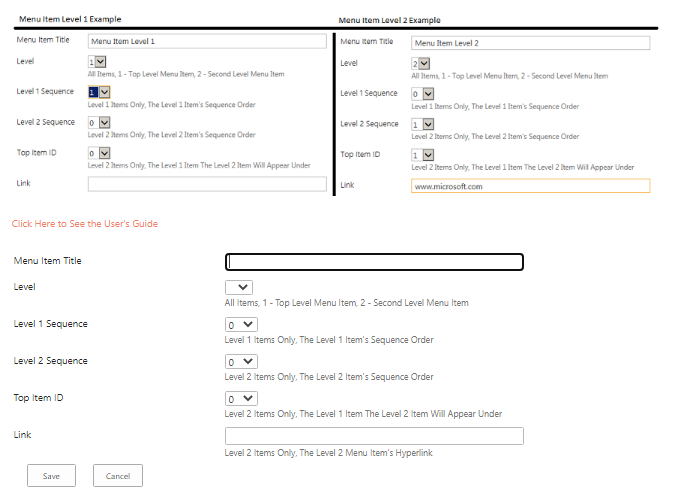 Menu Item Level 1 Example
Menu Item Title
Menu Item Level 1
Level
1
All Items, 1 - Top Level Menu Item, 2 - Second Level Menu Item
Level 1 Sequence
1
Level 1 Items Only, The Level 1 Item's Sequence Order
Level 2 Sequence
0
Level 2 Items Only, The Level 2 Item's Sequence Order
Top Item ID
0
Level 2 Items Only, The Level 1 Item The Level 2 Item Will Appear Under
Link
Menu Item Level 2 Example
Menu Item Title
Menu Item Level 2
Level
2
All Items, 1 - Top Level Menu Item, 2 - Second Level Menu Item
Level 1 Sequence
0
Level 1 Items Only, The Level 1 Item's Sequence Order
Level 2 Sequence
1
Level 2 Items Only, The Level 2 Item's Sequence Order
Top Item ID
1
Level 2 Items Only, The Level 1 Item The Level 2 Item Will Appear Under
Link
www.microsoft.com
Click Here to See the User's Guide
Menu Item Title
Level
All Items, 1 - Top Level Menu Item, 2 - Second Level Menu Item
Level 1 Sequence
0
Level 1 Items Only, The Level 1 Item's Sequence Order
Level 2 Sequence
0
Level 2 Items Only, The Level 2 Item's Sequence Order
Top Item ID
0
Level 2 Items Only, The Level 1 Item The Level 2 Item Will Appear Under
Link
Level 2 Items Only, The Level 2 Menu Item's Hyperlink
Save
Cancel